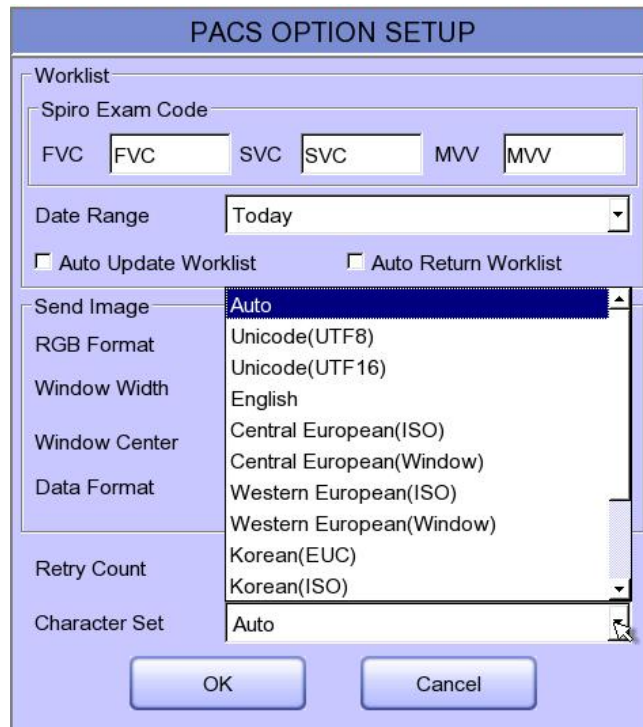 PACS OPTION SETUP
Worklist
Spiro Exam Code
FVC FVC SVC SVC MVV MVV
Date Range Today
Auto Update Worklist Auto Return Worklist
Send Image
RGB Format
Window Width
Window Center
Data Format
Retry Count
Auto
Unicode(UTF8)
Unicode(UTF16)
English
Central European(ISO)
Central European(Window)
Western European(ISO)
Western European(Window)
Korean(EUC)
Korean(ISO)
Character Set Auto
OK Cancel